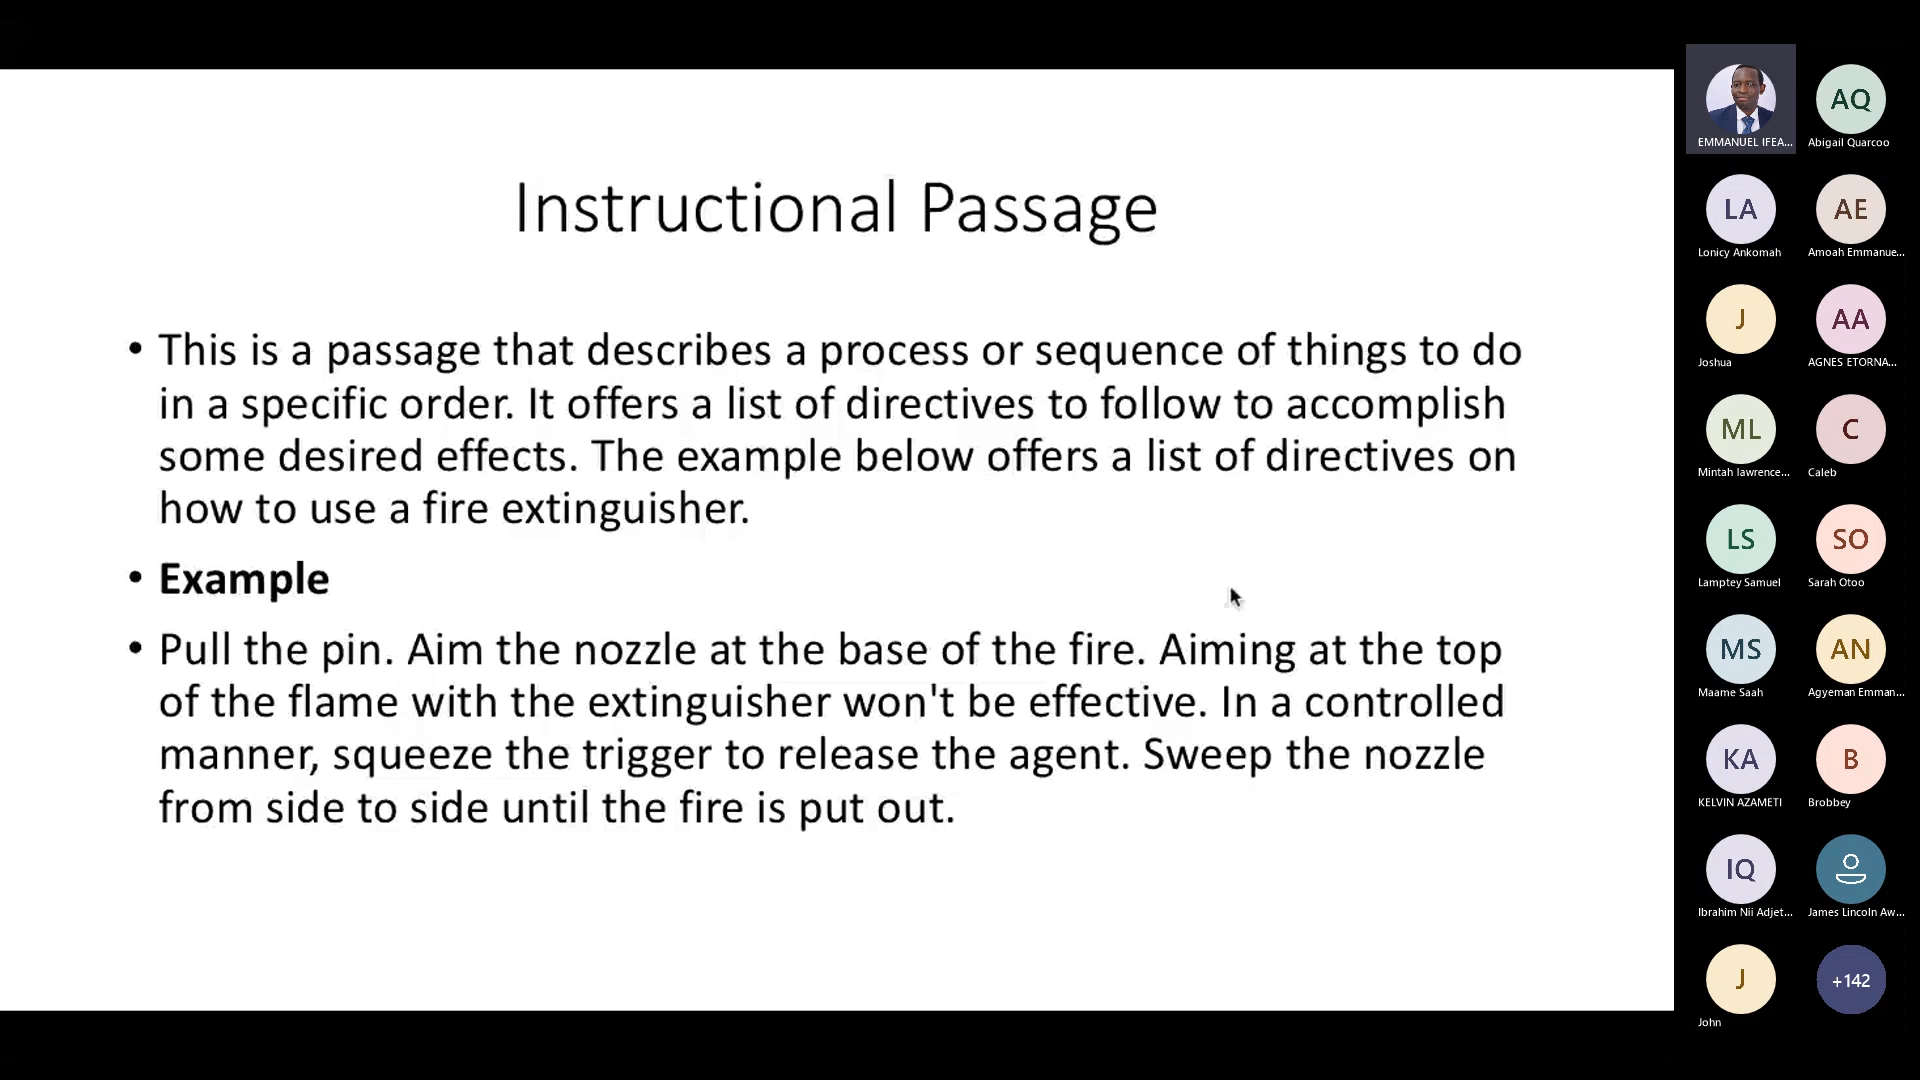 Instructional Passage
• This is a passage that describes a process or sequence of things to do
in a specific order. It offers a list of directives to follow to accomplish
some desired effects. The example below offers a list of directives on
how to use a fire extinguisher.
• Example
• Pull the pin. Aim the nozzle at the base of the fire. Aiming at the top
of the flame with the extinguisher won't be effective. In a controlled
manner, squeeze the trigger to release the agent. Sweep the nozzle
from side to side until the fire is put out.
EMMANUEL IFEA...
AQ
Abigail Quarcoo
LA
Lonicy Ankomah
AE
Amoah Emmanue...
J
Joshua
AA
AGNES ETORNA...
ML
Mintah lawrence...
C
Caleb
LS
Lamptey Samuel
SO
Sarah Otoo
MS
Maame Saah
AN
Agyeman Emman...
KA
KELVIN AZAMETI
B
Brobbey
IQ
Ibrahim Nii Adjet...
James Lincoln Aw...
J
John
+142